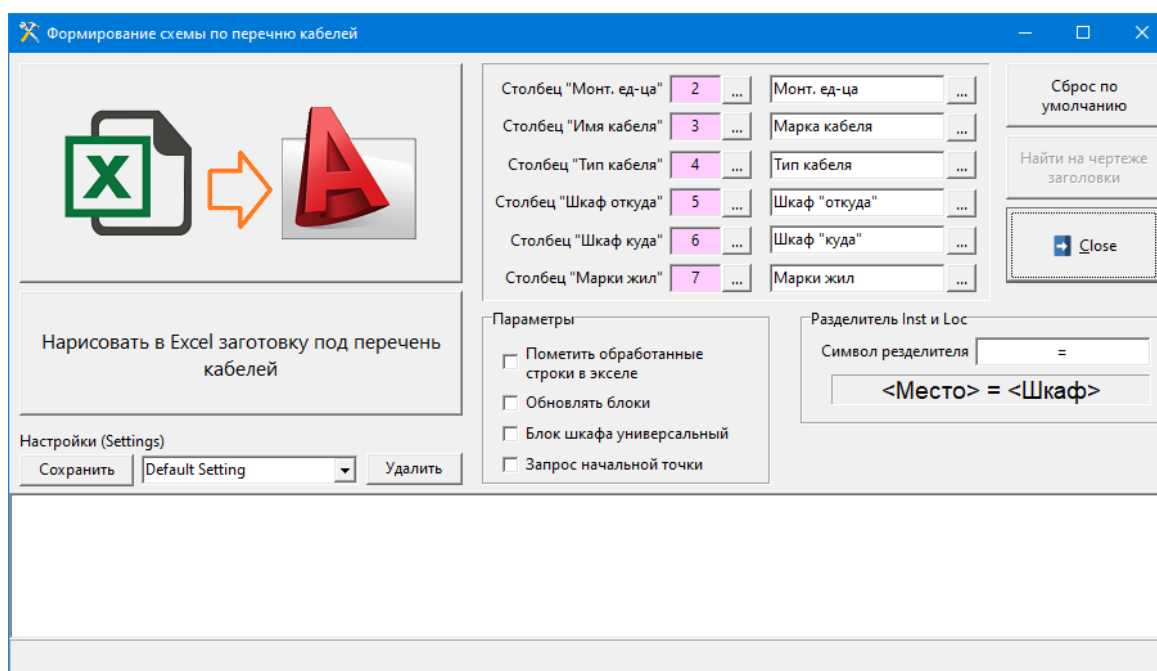 Формирование схемы по перечню кабелей
Столбец "Монт. ед-ца" 2 ... Монт. ед-ца ...
Столбец "Имя кабеля" 3 ... Марка кабеля ...
Столбец "Тип кабеля" 4 ... Тип кабеля ...
Столбец "Шкаф откуда" 5 ... Шкаф "откуда" ...
Столбец "Шкаф куда" 6 ... Шкаф "куда" ...
Столбец "Марки жил" 7 ... Марки жил ...
Сброс по
умолчанию
Найти на чертеже
заголовки
Close
Нарисовать в Excel заготовку под перечень
кабелей
Настройки (Settings)
Сохранить Default Setting Удалить
Параметры
Пометить обработанные
строки в экселе
Обновлять блоки
Блок шкафа универсальный
Запрос начальной точки
Разделитель Inst и Loc
Символ резделителя =
<Место> = <Шкаф>